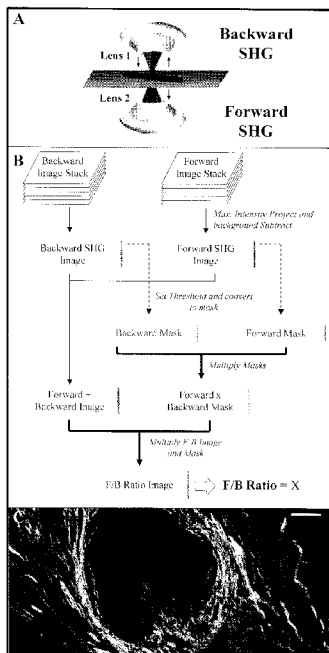 A
Backward
SHG
Lens 1
Lens 2
Forward
SHG
B
Backward
Image Stack
Forward
Image Stack
Max. Intensity Project and
background Subtract
Backward SHG
Image
Forward SHG
Image
Set Threshold and convert
to mask
Backward Mask
Forward Mask
Multiply Masks
Forward ÷
Backward Image
Forward x
Backward Mask
Multiply F/B Image
and Mask
F/B Ratio Image
F/B Ratio = X